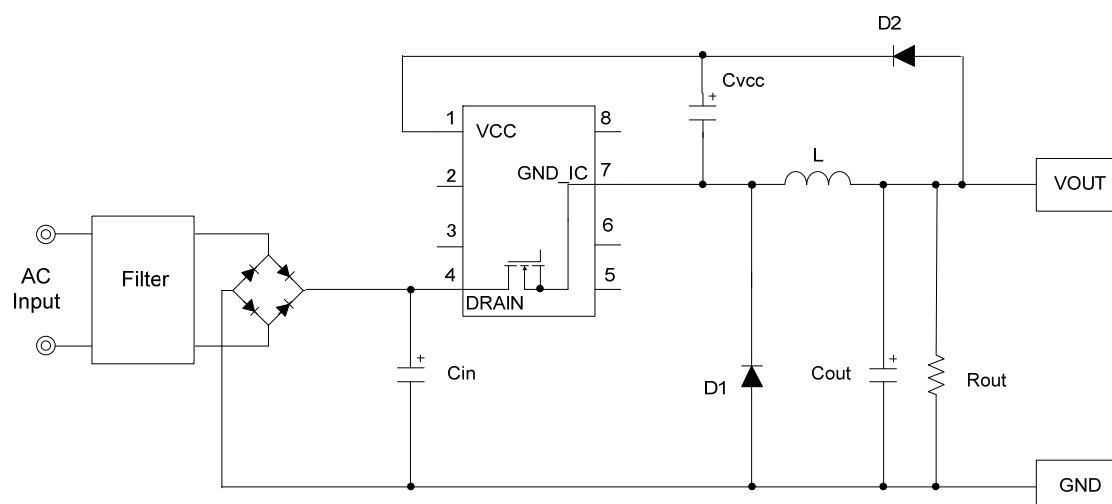 D2
Cvcc
+
1
VCC
8
GND_IC
7
L
2
VOUT
3
6
AC
Input
Filter
4
5
DRAIN
+
Cin
D1
Cout
+
Rout
GND